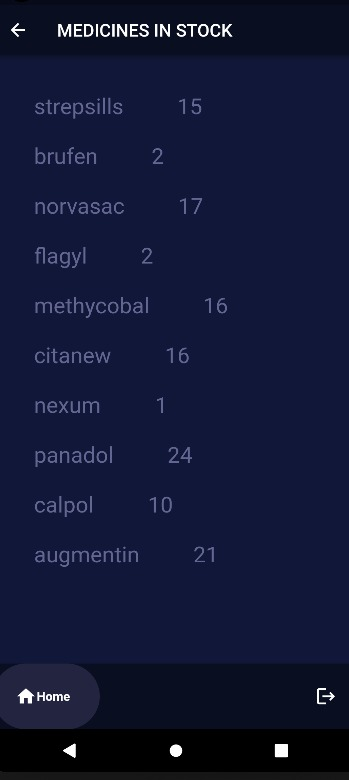 MEDICINES IN STOCK
strepsills 15
brufen 2
norvasac 17
flagyl 2
methycobal 16
citanew 16
nexum 1
panadol 24
calpol 10
augmentin 21
Home